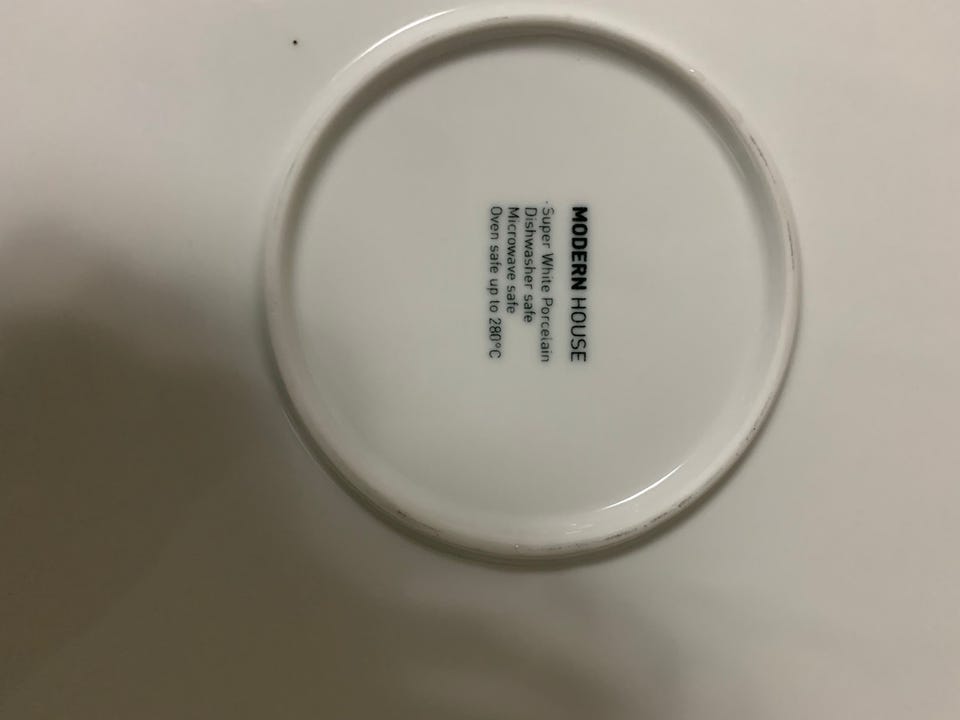 MODERN HOUSE
Super White Porcelain
Dishwasher safe
Microwave safe
Oven safe up to 280°C